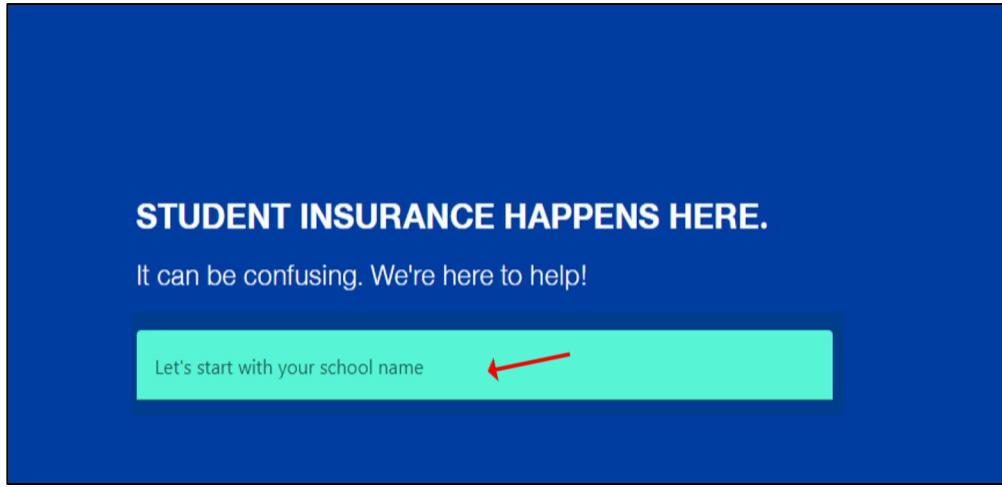 STUDENT INSURANCE HAPPENS HERE.
It can be confusing. We're here to help!
Let's start with your school name